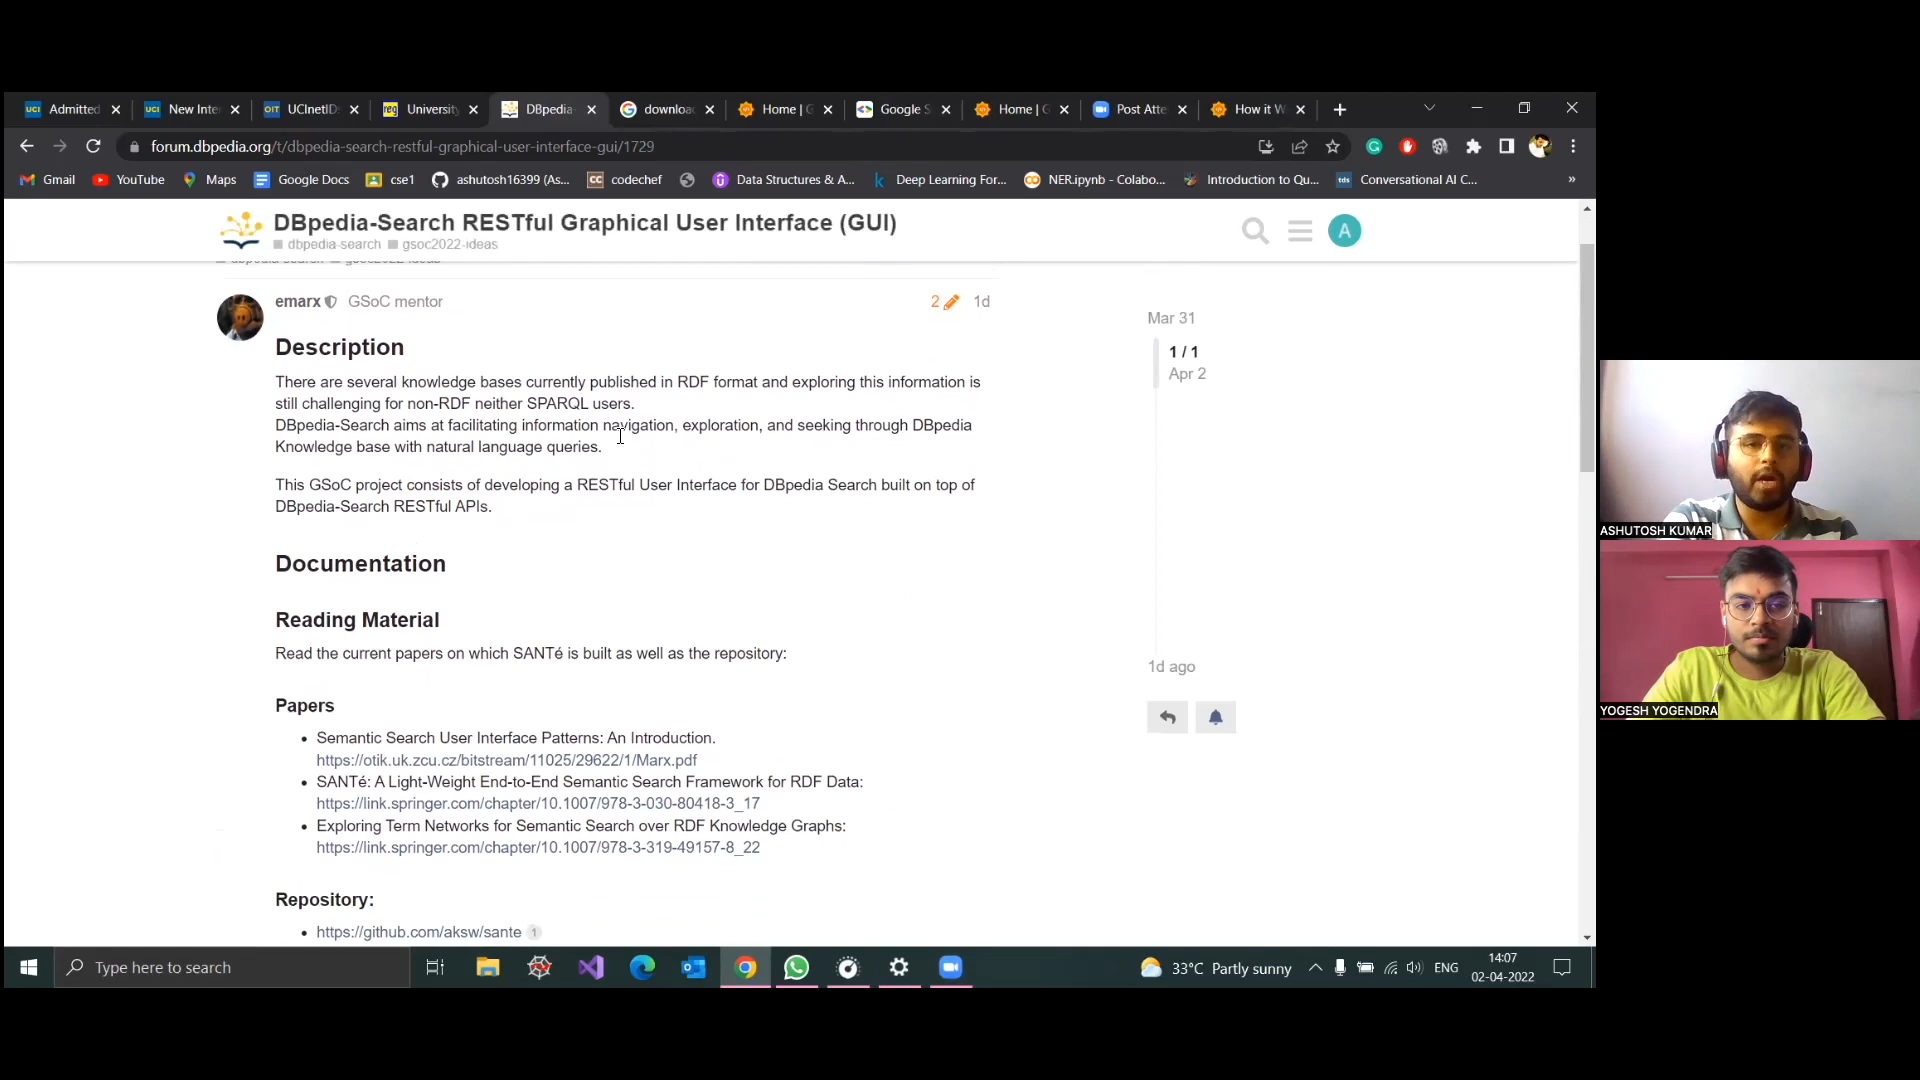 Admitted
New Inte
UCInetID
University
DBpedia
downloa
Home | G
Google S
Home | G
Post Atte
How it W
forum.dbpedia.org/t/dbpedia-search-restful-graphical-user-interface-gui/1729
Gmail
YouTube
Maps
Google Docs
cse1
ashutosh16399 (As...
codechef
Data Structures & A...
Deep Learning For...
NER.ipynb - Colabo...
Introduction to Qu...
Conversational AI C...
»
DBpedia-Search RESTful Graphical User Interface (GUI)
dbpedia-search gsoc2022-ideas
A
emarx GSoC mentor 2 1d
Description
There are several knowledge bases currently published in RDF format and exploring this information is
still challenging for non-RDF neither SPARQL users.
DBpedia-Search aims at facilitating information navigation, exploration, and seeking through DBpedia
Knowledge base with natural language queries.
This GSoC project consists of developing a RESTful User Interface for DBpedia Search built on top of
DBpedia-Search RESTful APIs.
Documentation
Reading Material
Read the current papers on which SANTé is built as well as the repository:
Papers
Semantic Search User Interface Patterns: An Introduction.
https://otik.uk.zcu.cz/bitstream/11025/29622/1/Marx.pdf
SANTé: A Light-Weight End-to-End Semantic Search Framework for RDF Data:
https://link.springer.com/chapter/10.1007/978-3-030-80418-3_17
Exploring Term Networks for Semantic Search over RDF Knowledge Graphs:
https://link.springer.com/chapter/10.1007/978-3-319-49157-8_22
Repository:
https://github.com/aksw/sante 1
Mar 31
1 / 1
Apr 2
1d ago
ASHUTOSH KUMAR
YOGESH YOGENDRA
Type here to search
33°C Partly sunny
ENG
14:07
02-04-2022